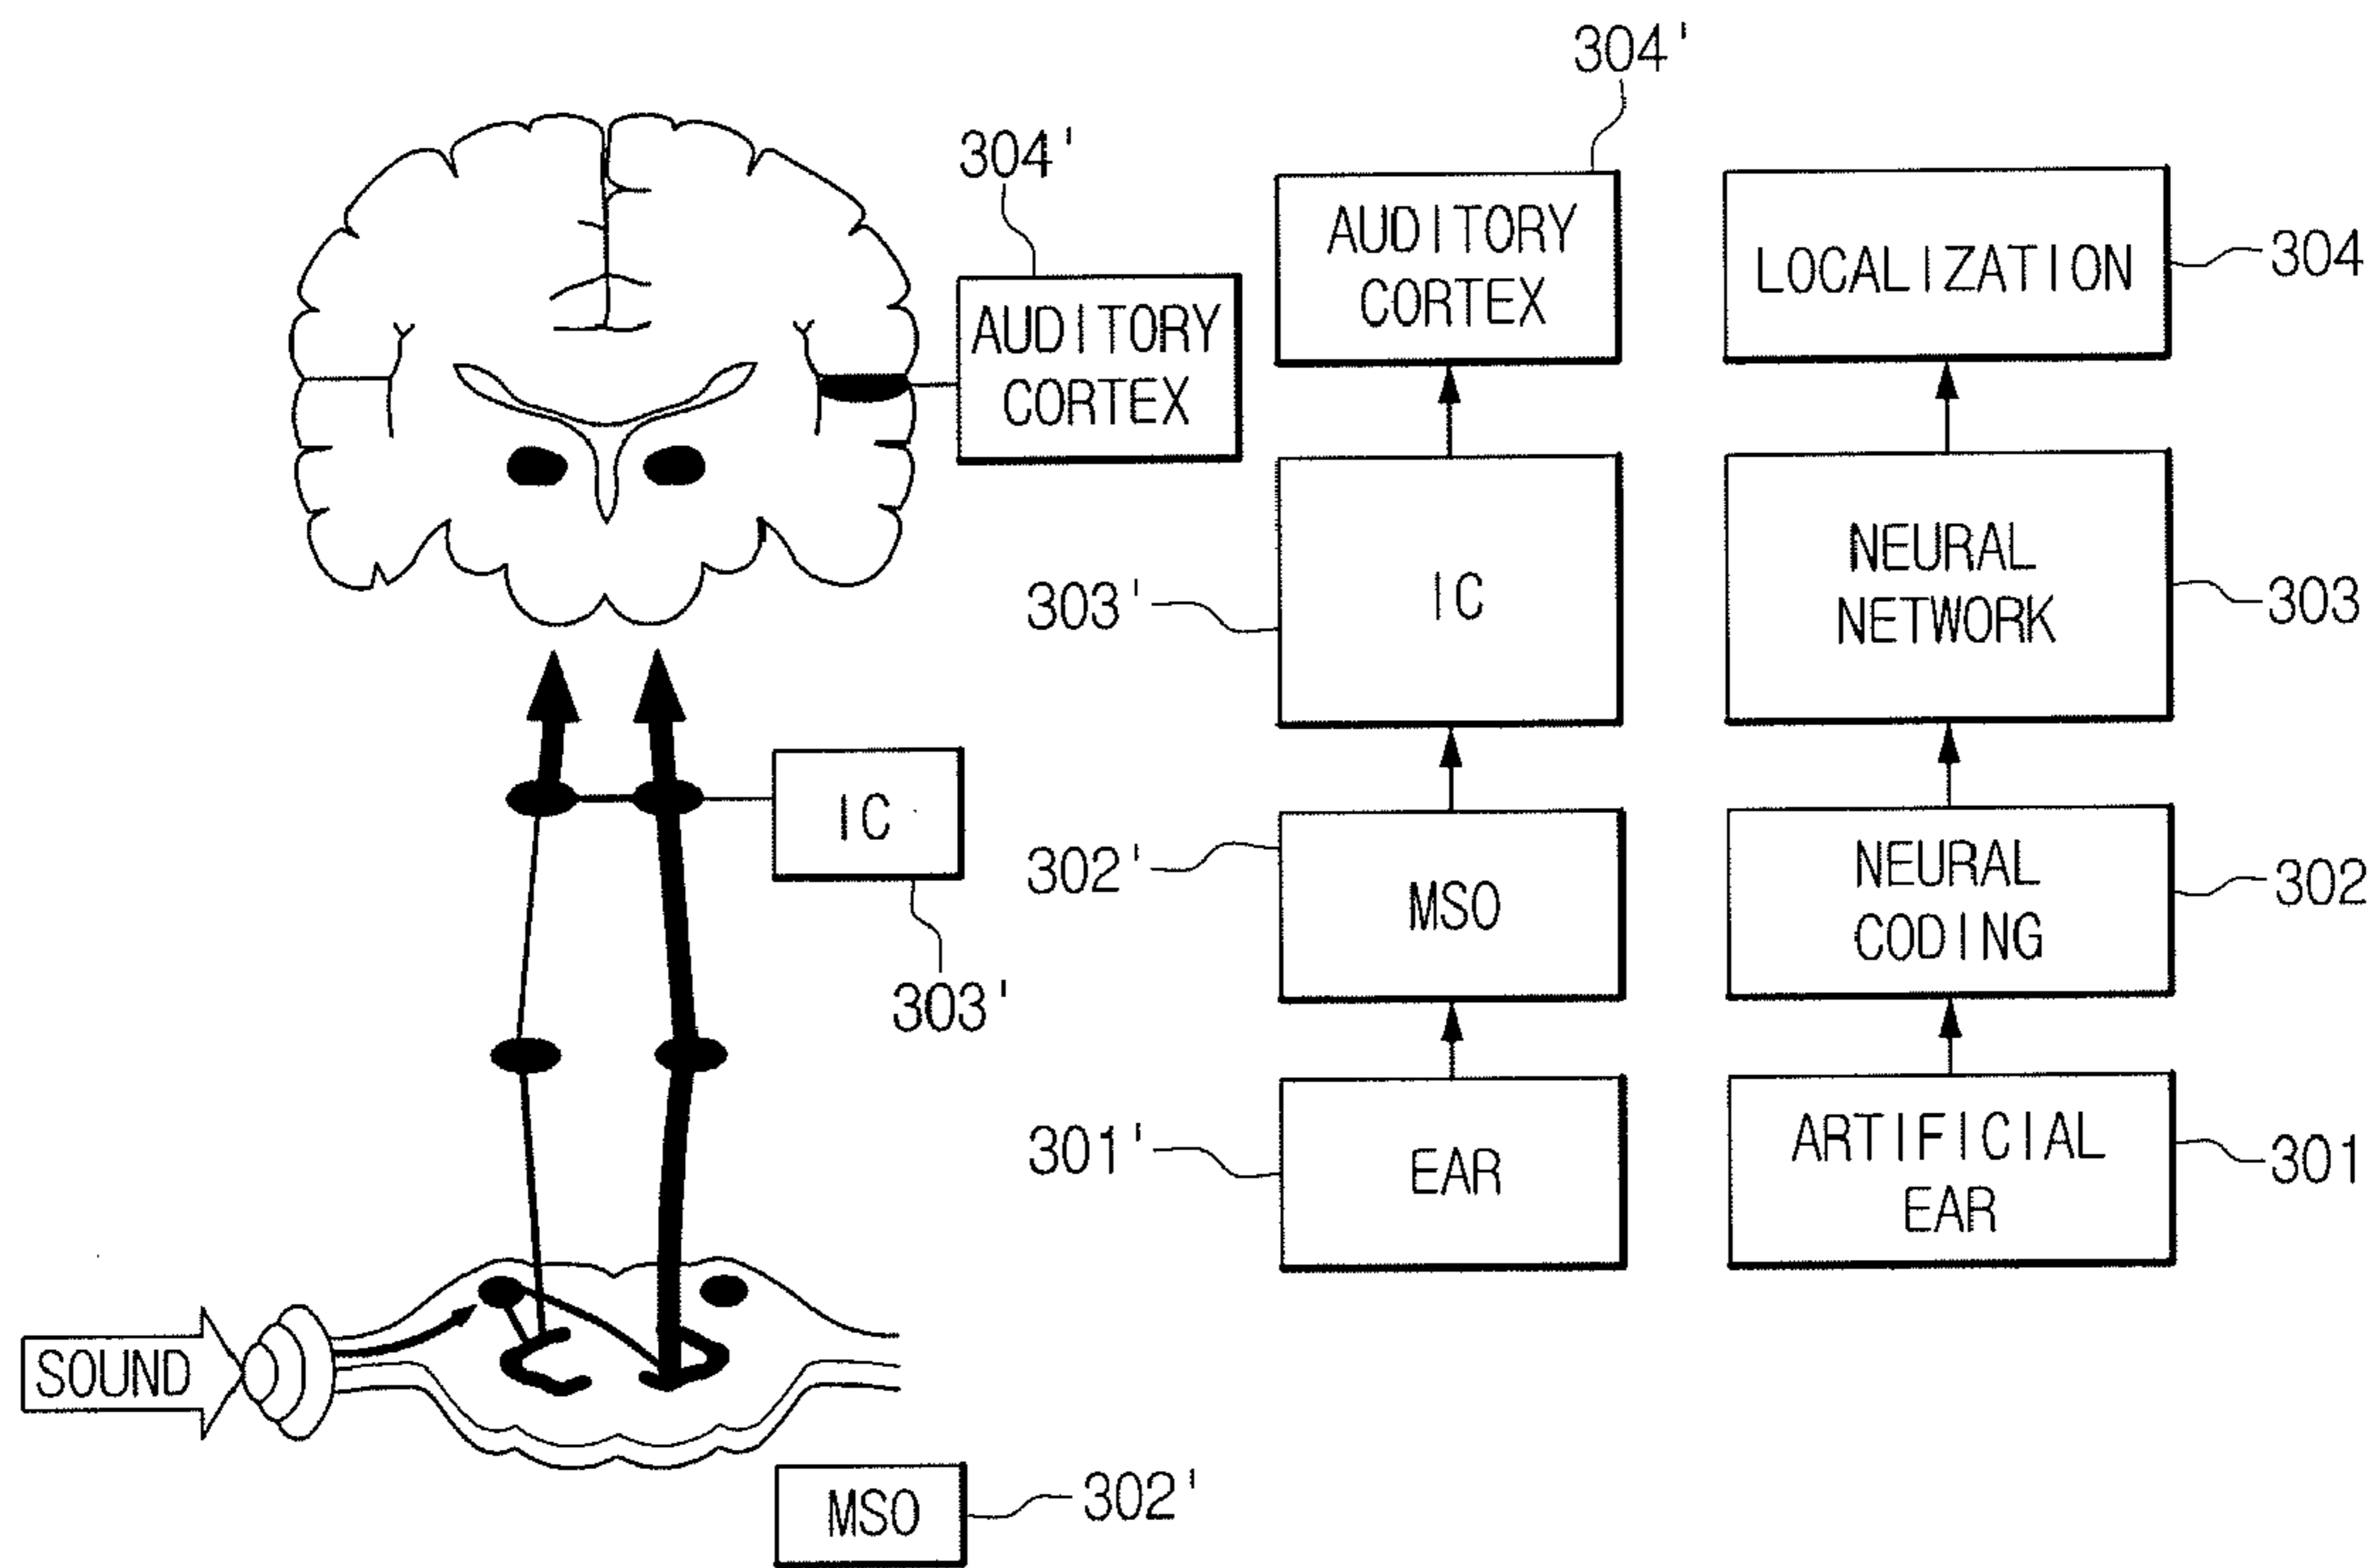 304'
304'
AUDITORY
CORTEX
AUDITORY
CORTEX
LOCALIZATION
304
303'
IC
NEURAL
NETWORK
303
IC
303'
302'
MSO
NEURAL
CODING
302
301'
EAR
ARTIFICIAL
EAR
301
SOUND
MSO
302'